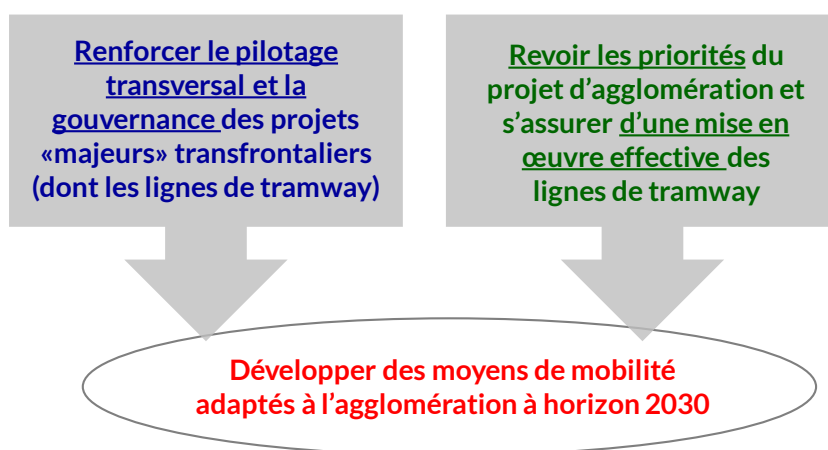 Renforcer le pilotage
transversal et la
gouvernance des projets
«majeurs» transfrontaliers
(dont les lignes de tramway)
Revoir les priorités du
projet d'agglomération et
s'assurer d'une mise en
œuvre effective des
lignes de tramway
Développer des moyens de mobilité
adaptés à l'agglomération à horizon 2030